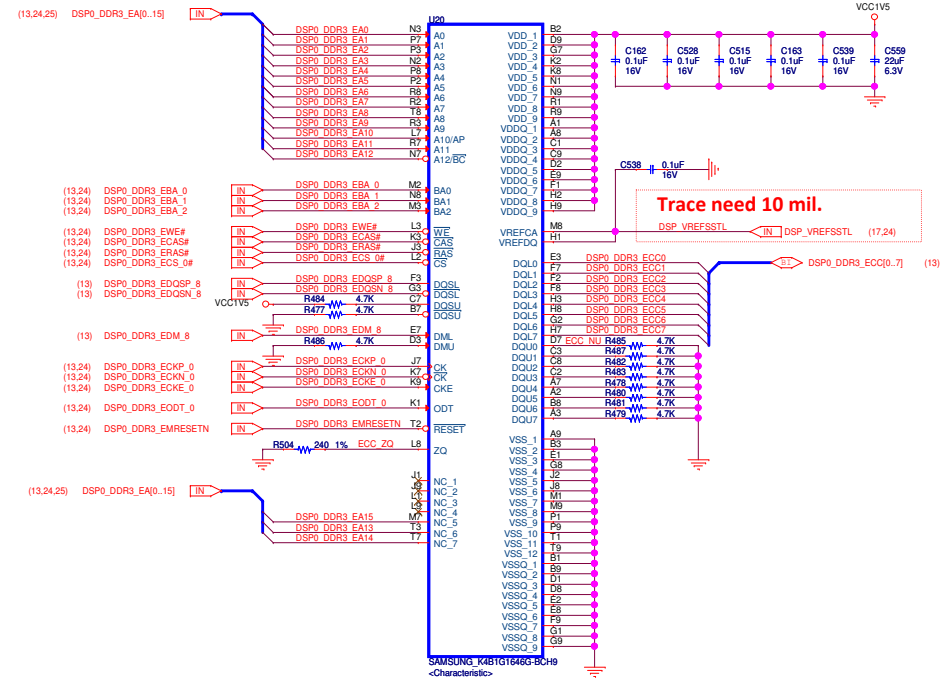 (13,24,25) DSP0_DDR3_EA[0..15] IN
VCC1V5
U20
DSP0_DDR3_EA0 N3 A0 VDD_1 B2
DSP0_DDR3_EA1 P7 A1 VDD_2 D9
DSP0_DDR3_EA2 P3 A2 VDD_3 G7
DSP0_DDR3_EA3 N2 A3 VDD_4 K2
DSP0_DDR3_EA4 P8 A4 VDD_5 K8
DSP0_DDR3_EA5 P2 A5 VDD_6 N1
DSP0_DDR3_EA6 R8 A6 VDD_7 N9
DSP0_DDR3_EA7 R2 A7 VDD_8 R1
DSP0_DDR3_EA8 T8 A8 VDD_9 R9
DSP0_DDR3_EA9 R3 A9 VDDQ_1 A1
DSP0_DDR3_EA10 L7 A10/AP VDDQ_2 A8
DSP0_DDR3_EA11 R7 A11 VDDQ_3 C1
DSP0_DDR3_EA12 N7 A12/BC VDDQ_4 C9
VDDQ_5 D2
VDDQ_6 E9
VDDQ_7 F1
VDDQ_8 H2
VDDQ_9 H9
C162 C528 C515 C163 C539 C559
0.1uF 0.1uF 0.1uF 0.1uF 0.1uF 22uF
16V 16V 16V 16V 16V 6.3V
C538 0.1uF
16V
Trace need 10 mil.
(13,24) DSP0_DDR3_EBA_0 IN DSP0_DDR3_EBA_0 M2 BA0
(13,24) DSP0_DDR3_EBA_1 IN DSP0_DDR3_EBA_1 N8 BA1
(13,24) DSP0_DDR3_EBA_2 IN DSP0_DDR3_EBA_2 M3 BA2
VREFCA M8 DSP_VREFSSTL IN DSP_VREFSSTL (17,24)
VREFDQ H1
(13,24) DSP0_DDR3_EWE# IN DSP0_DDR3_EWE# L3 WE
(13,24) DSP0_DDR3_ECAS# IN DSP0_DDR3_ECAS# K3 CAS
(13,24) DSP0_DDR3_ERAS# IN DSP0_DDR3_ERAS# J3 RAS
(13,24) DSP0_DDR3_ECS_0# IN DSP0_DDR3_ECS_0# L2 CS
DQL0 E3 DSP0_DDR3_ECC0 BI DSP0_DDR3_ECC[0..7] (13)
DQL1 F7 DSP0_DDR3_ECC1
DQL2 F2 DSP0_DDR3_ECC2
DQL3 F8 DSP0_DDR3_ECC3
DQL4 H3 DSP0_DDR3_ECC4
DQL5 H8 DSP0_DDR3_ECC5
DQL6 G2 DSP0_DDR3_ECC6
DQL7 H7 DSP0_DDR3_ECC7
(13) DSP0_DDR3_EDQSP_8 IN DSP0_DDR3_EDQSP_8 F3 DQSL
(13) DSP0_DDR3_EDQSN_8 IN DSP0_DDR3_EDQSN_8 G3 DQSL
VCC1V5 R484 4.7K C7 DQSU
R477 4.7K B7 DQSU
(13) DSP0_DDR3_EDM_8 IN DSP0_DDR3_EDM_8 E7 DML
R486 4.7K D3 DMU
DQU0 D7 ECC_NU R485 4.7K
DQU1 C3 R487 4.7K
DQU2 C8 R482 4.7K
DQU3 C2 R483 4.7K
DQU4 A7 R478 4.7K
DQU5 A2 R480 4.7K
DQU6 B8 R481 4.7K
DQU7 A3 R479 4.7K
(13,24) DSP0_DDR3_ECKP_0 IN DSP0_DDR3_ECKP_0 J7 CK
(13,24) DSP0_DDR3_ECKN_0 IN DSP0_DDR3_ECKN_0 K7 CK
(13,24) DSP0_DDR3_ECKE_0 IN DSP0_DDR3_ECKE_0 K9 CKE
(13,24) DSP0_DDR3_EODT_0 IN DSP0_DDR3_EODT_0 K1 ODT
(13,24) DSP0_DDR3_EMRESETN IN DSP0_DDR3_EMRESETN T2 RESET
R504 240 1% ECC_ZQ L8 ZQ
VSS_1 A9
VSS_2 B3
VSS_3 E1
VSS_4 G8
VSS_5 J2
VSS_6 J8
VSS_7 M1
VSS_8 M9
VSS_9 P1
VSS_10 P9
VSS_11 T1
VSS_12 T9
VSSQ_1 B1
VSSQ_2 B9
VSSQ_3 D1
VSSQ_4 D8
VSSQ_5 E2
VSSQ_6 E8
VSSQ_7 F9
VSSQ_8 G1
VSSQ_9 G9
J1 NC_1
J9 NC_2
L1 NC_3
L9 NC_4
(13,24,25) DSP0_DDR3_EA[0..15] IN
DSP0_DDR3_EA15 M7 NC_5
DSP0_DDR3_EA13 T3 NC_6
DSP0_DDR3_EA14 T7 NC_7
SAMSUNG_K4B1G1646G-BCH9
<Characteristic>